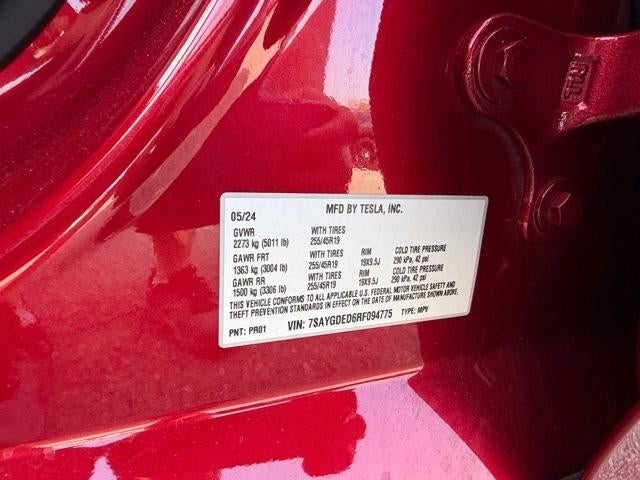 MFD BY TESLA, INC.
05/24
GVWR WITH TIRES
2273 kg (5011 lb) 255/45R19
GAWR FRT WITH TIRES RIM COLD TIRE PRESSURE
1363 kg (3004 lb) 255/45R19 19X9.5J 290 kPa, 42 psi
GAWR RR WITH TIRES RIM COLD TIRE PRESSURE
1500 kg (3306 lb) 255/45R19 19X9.5J 290 kPa, 42 psi
THIS VEHICLE CONFORMS TO ALL APPLICABLE U.S. FEDERAL MOTOR VEHICLE SAFETY AND
THEFT PREVENTION STANDARDS IN EFFECT ON THE DATE OF MANUFACTURE SHOWN ABOVE.
PNT: PR01 VIN: 7SAYGDED6RF094775 TYPE: MPV